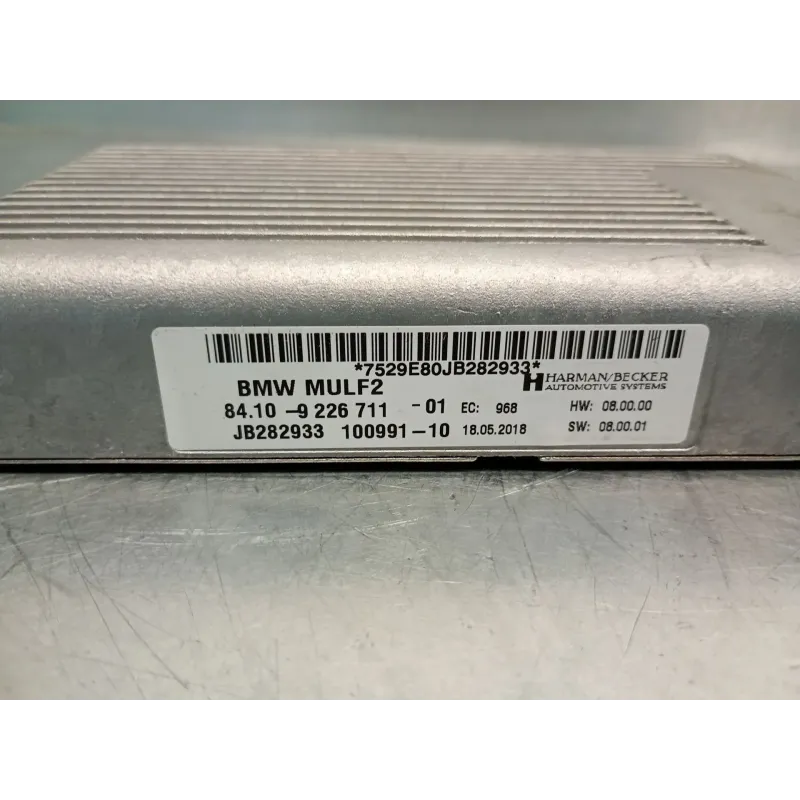 *7529E80JB282933*
BMW MULF2
H HARMAN/BECKER
AUTOMOTIVE SYSTEMS
84.10 -9 226 711 -01 EC: 968 HW: 08.00.00
JB282933 100991-10 18.05.2018 SW: 08.00.01